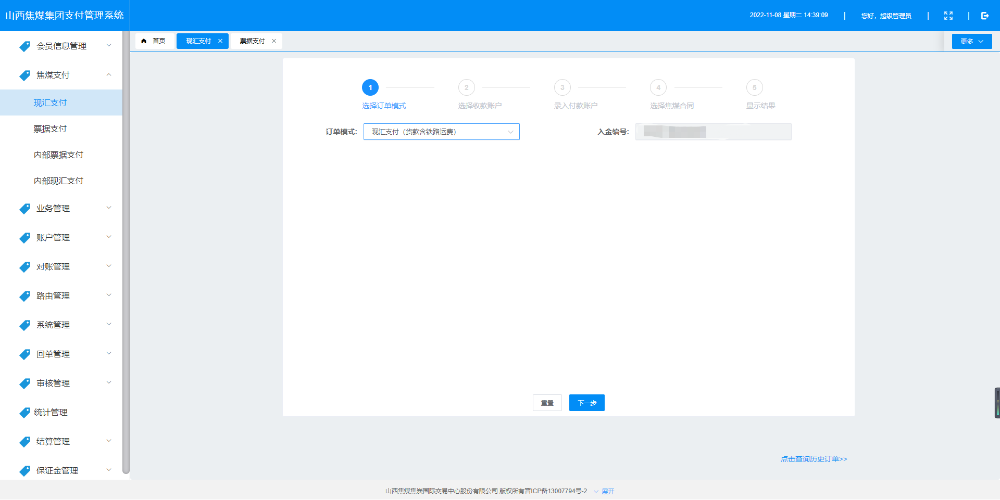 山西焦煤集团支付管理系统
2022-11-08 星期二 14:39:09 | 您好，超级管理员 | |
首页 现汇支付 票据支付 更多
会员信息管理
焦煤支付
现汇支付
票据支付
内部票据支付
内部现汇支付
业务管理
账户管理
对账管理
路由管理
系统管理
回单管理
审核管理
统计管理
结算管理
保证金管理
1 2 3 4 5
选择订单模式 选择收款账户 录入付款账户 选择焦煤合同 显示结果
订单模式: 现汇支付（货款含铁路运费） 入金编号:
重置 下一步
点击查询历史订单>>
山西焦煤焦炭国际交易中心股份有限公司 版权所有晋ICP备13007794号-2 展开